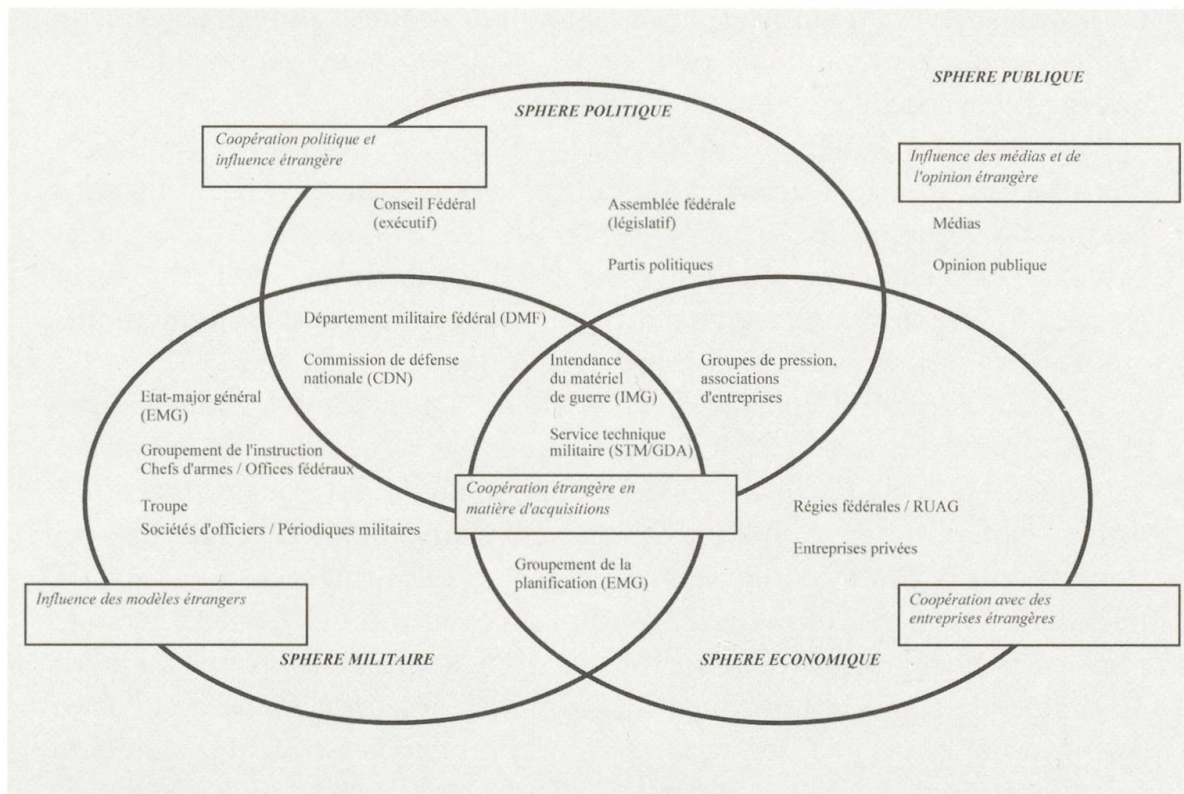 SPHERE PUBLIQUE
SPHERE POLITIQUE
Coopération politique et
influence étrangère
Influence des médias et de
l'opinion étrangère
Conseil Fédéral
(exécutif)
Assemblée fédérale
(législatif)
Partis politiques
Médias
Opinion publique
Département militaire fédéral (DMF)
Commission de défense
nationale (CDN)
Intendance
du matériel
de guerre (IMG)
Service technique
militaire (STM/GDA)
Groupes de pression,
associations
d'entreprises
Etat-major général
(EMG)
Groupement de l'instruction
Chefs d'armes / Offices fédéraux
Troupe
Sociétés d'officiers / Périodiques militaires
Coopération étrangère en
matière d'acquisitions
Régies fédérales / RUAG
Entreprises privées
Groupement de la
planification (EMG)
Influence des modèles étrangers
Coopération avec des
entreprises étrangères
SPHERE MILITAIRE
SPHERE ECONOMIQUE